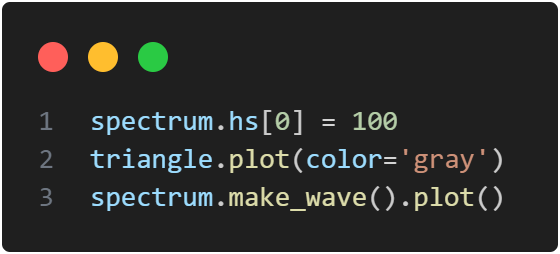 1 spectrum.hs[0] = 100
2 triangle.plot(color='gray')
3 spectrum.make_wave().plot()